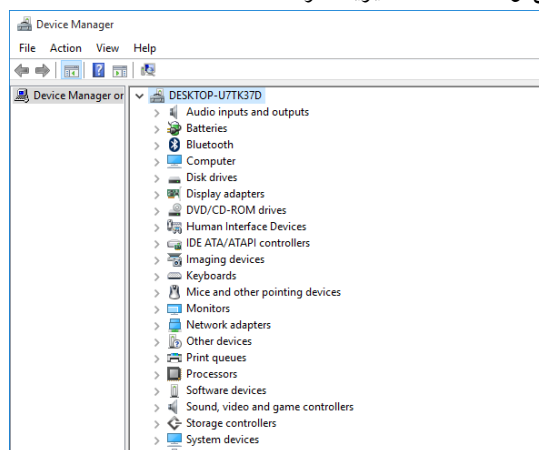 Device Manager
File Action View Help
Device Manager or
DESKTOP-U7TK37D
Audio inputs and outputs
Batteries
Bluetooth
Computer
Disk drives
Display adapters
DVD/CD-ROM drives
Human Interface Devices
IDE ATA/ATAPI controllers
Imaging devices
Keyboards
Mice and other pointing devices
Monitors
Network adapters
Other devices
Print queues
Processors
Software devices
Sound, video and game controllers
Storage controllers
System devices